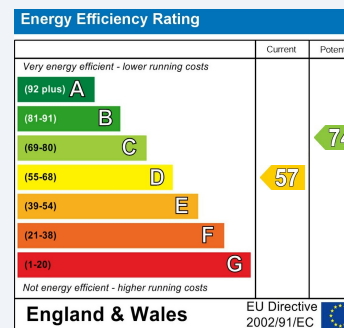 Energy Efficiency Rating
Current
Very energy efficient - lower running costs
(92 plus) A
(81-91) B
(69-80) C
(55-68) D
57
(39-54) E
(21-38) F
(1-20) G
Not energy efficient - higher running costs
England & Wales
EU Directive
2002/91/EC